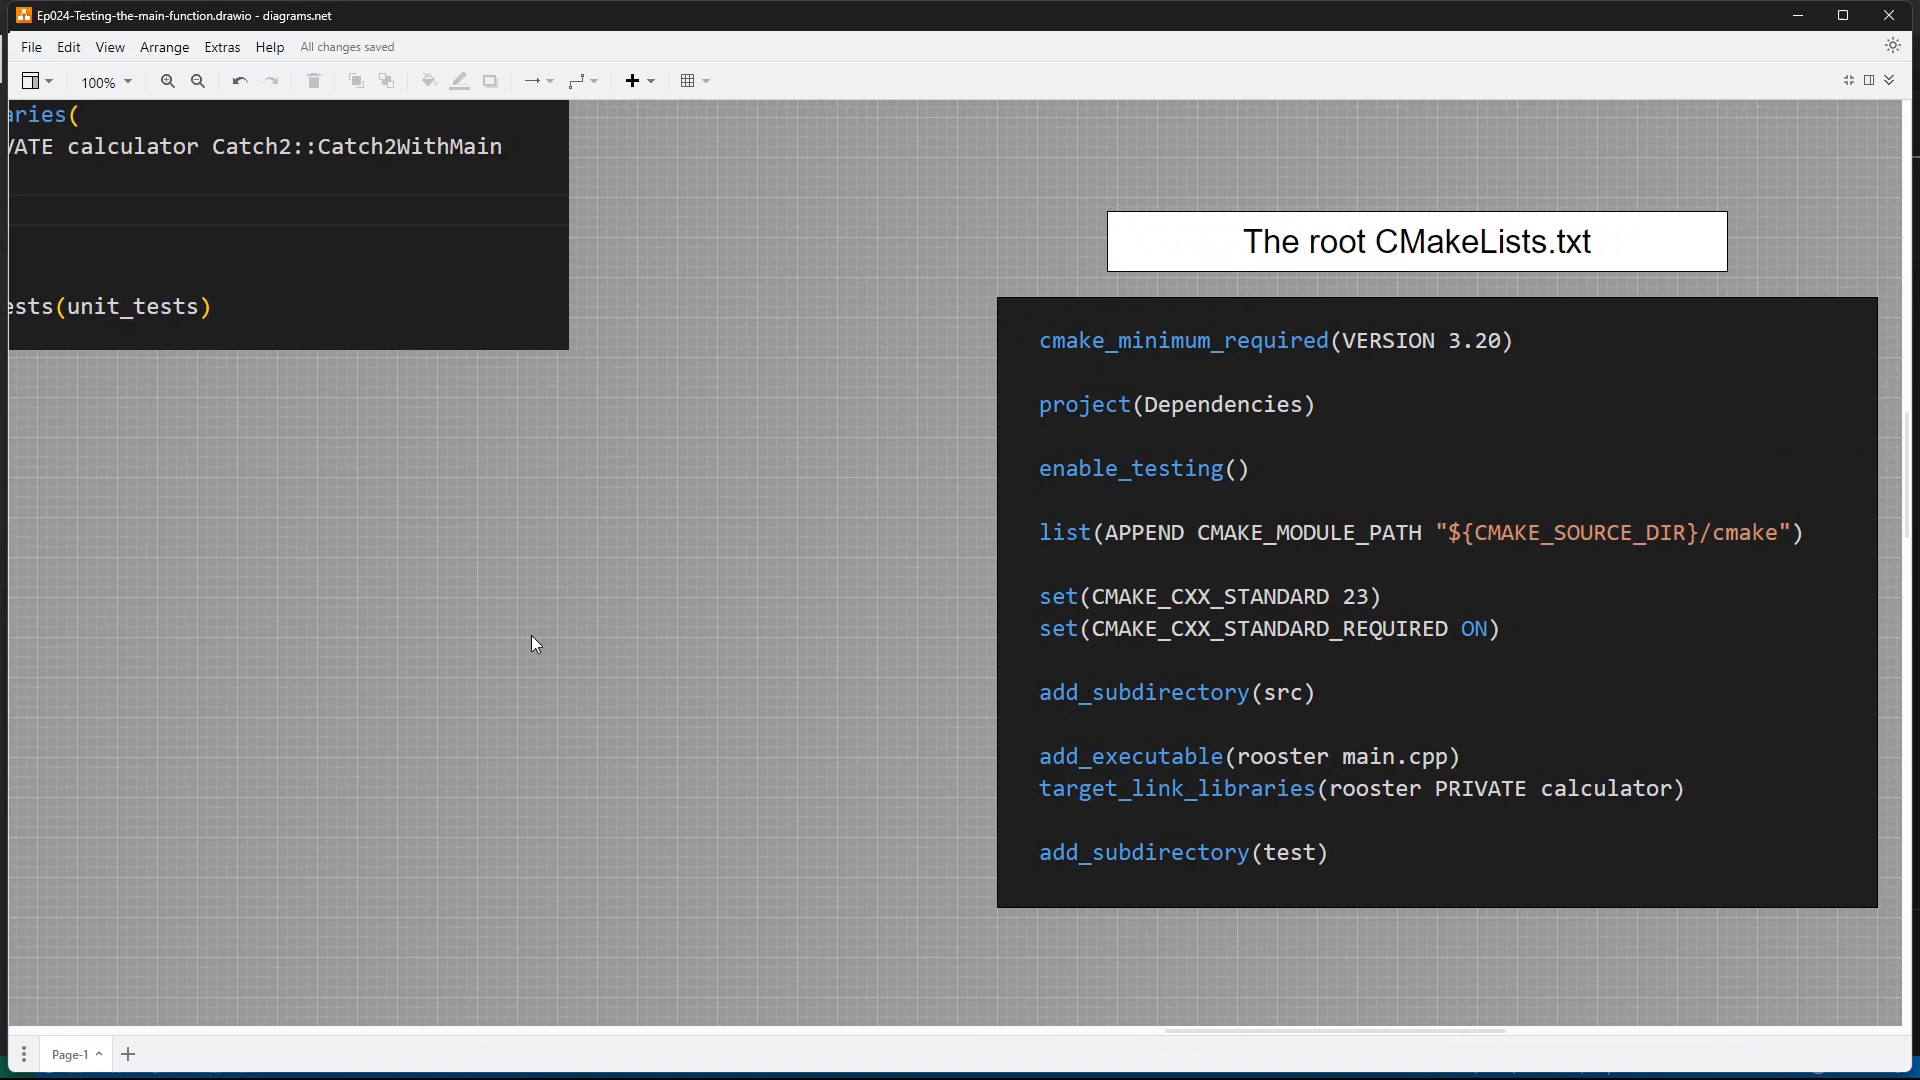 Ep024-Testing-the-main-function.drawio - diagrams.net
File Edit View Arrange Extras Help All changes saved
100%
aries(
VATE calculator Catch2::Catch2WithMain
ests(unit_tests)
The root CMakeLists.txt
cmake_minimum_required(VERSION 3.20)
project(Dependencies)
enable_testing()
list(APPEND CMAKE_MODULE_PATH "${CMAKE_SOURCE_DIR}/cmake")
set(CMAKE_CXX_STANDARD 23)
set(CMAKE_CXX_STANDARD_REQUIRED ON)
add_subdirectory(src)
add_executable(rooster main.cpp)
target_link_libraries(rooster PRIVATE calculator)
add_subdirectory(test)
Page-1